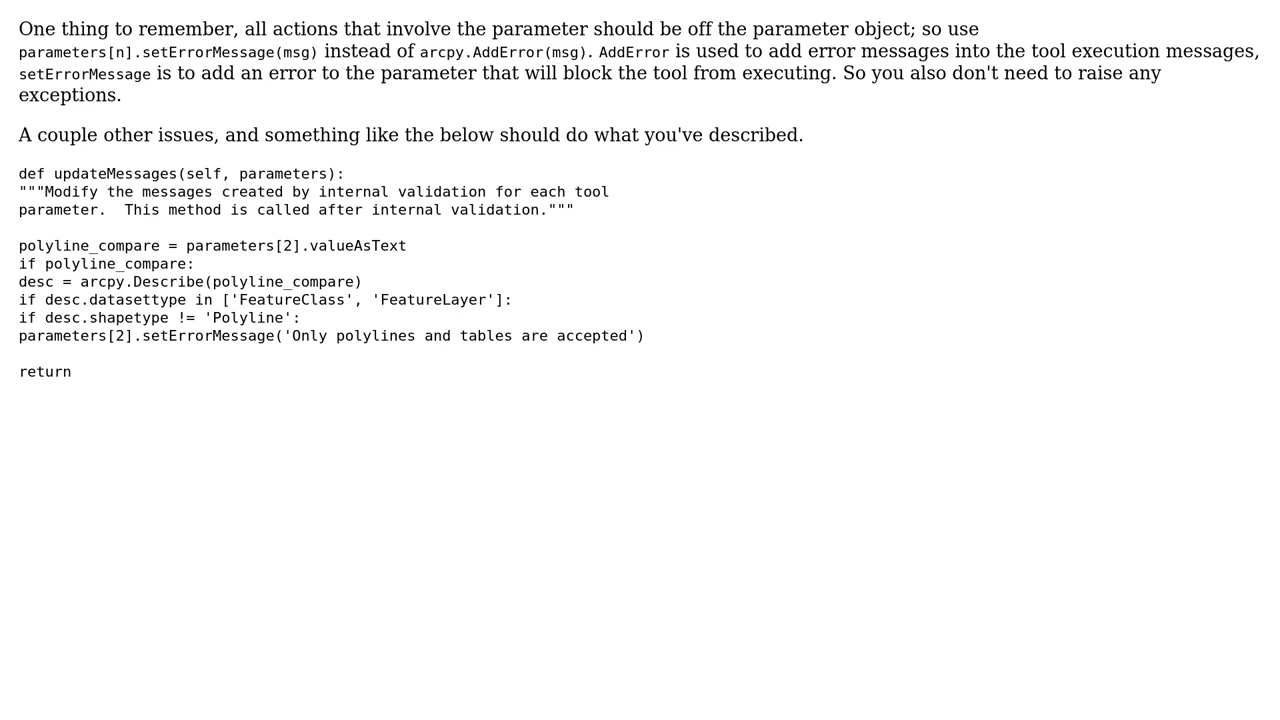 One thing to remember, all actions that involve the parameter should be off the parameter object; so use
parameters[n].setErrorMessage(msg) instead of arcpy.AddError(msg). AddError is used to add error messages into the tool execution messages,
setErrorMessage is to add an error to the parameter that will block the tool from executing. So you also don't need to raise any
exceptions.
A couple other issues, and something like the below should do what you've described.
def updateMessages(self, parameters):
"""Modify the messages created by internal validation for each tool
parameter.  This method is called after internal validation."""
polyline_compare = parameters[2].valueAsText
if polyline_compare:
desc = arcpy.Describe(polyline_compare)
if desc.datasettype in ['FeatureClass', 'FeatureLayer']:
if desc.shapetype != 'Polyline':
parameters[2].setErrorMessage('Only polylines and tables are accepted')
return